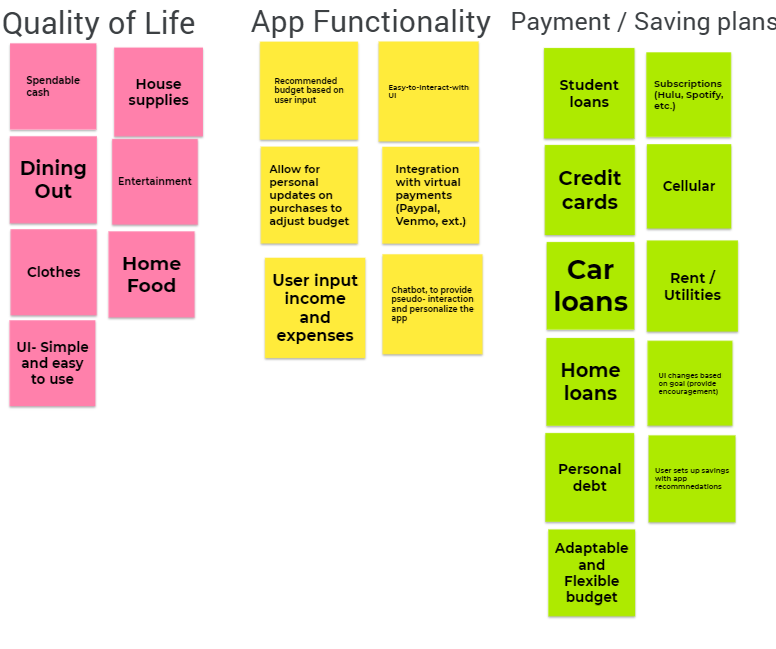 Quality of Life
Spendable
cash
House
supplies
Dining
Out
Entertainment
Clothes
Home
Food
UI- Simple
and easy
to use
App Functionality
Recommended
budget based on
user input
Easy-to-interact-with
UI
Allow for
personal
updates on
purchases to
adjust budget
Integration
with virtual
payments
(Paypal,
Venmo, ext.)
User input
income
and
expenses
Chatbot, to provide
pseudo- interaction
and personalize the
app
Payment / Saving plans
Student
loans
Subscriptions
(Hulu, Spotify,
etc.)
Credit
cards
Cellular
Car
loans
Rent /
Utilities
Home
loans
UI changes based
on goal (provide
encouragement)
Personal
debt
User sets up savings
with app
recommnedations
Adaptable
and
Flexible
budget